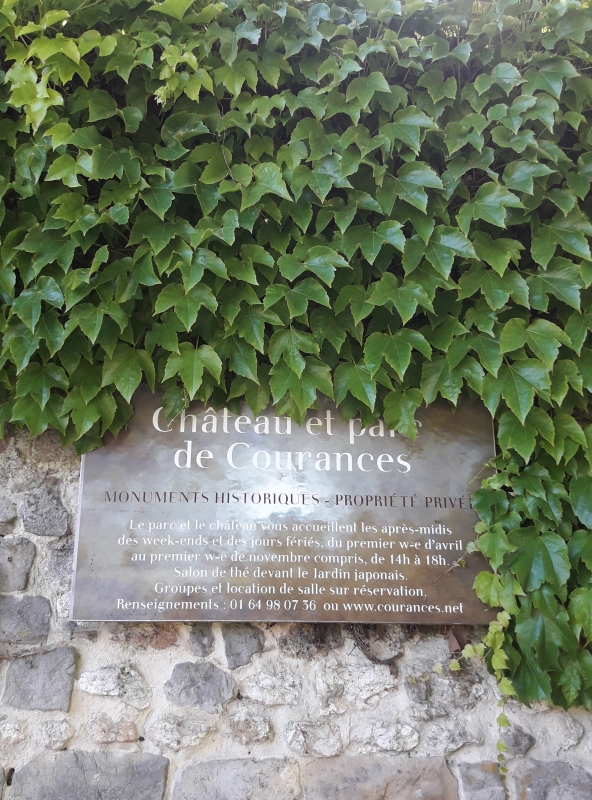 Château et parc
de Courances
MONUMENTS HISTORIQUES - PROPRIÉTÉ PRIVÉE
Le parc et le château vous accueillent les après-midis
des week-ends et des jours fériés, du premier w-e d'avril
au premier w-e de novembre compris, de 14h à 18h.
Salon de thé devant le Jardin japonais.
Groupes et location de salle sur réservation,
Renseignements : 01 64 98 07 36 ou www.courances.net